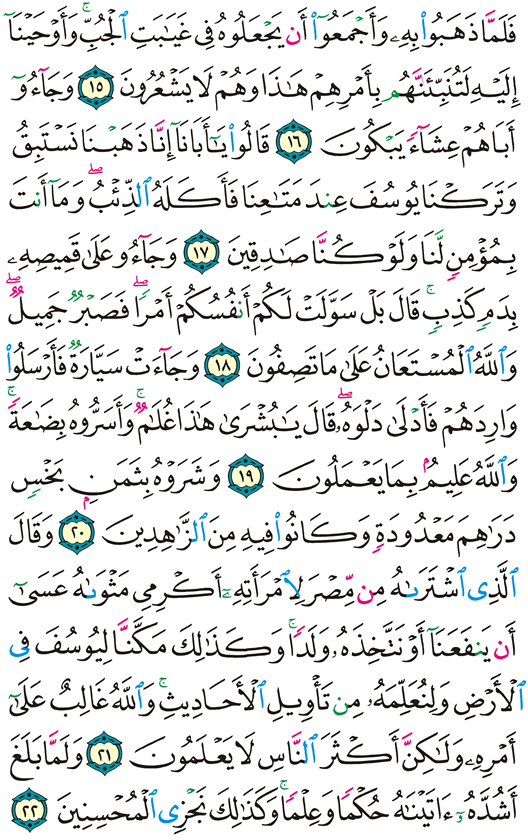 فَلَمَّا ذَهَبُوا۟ بِهِۦ وَأَجْمَعُوٓا۟ أَن يَجْعَلُوهُ فِى غَيَـٰبَتِ ٱلْجُبِّ ۚ وَأَوْحَيْنَآ
إِلَيْهِ لَتُنَبِّئَنَّهُم بِأَمْرِهِمْ هَـٰذَا وَهُمْ لَا يَشْعُرُونَ ١٥ وَجَآءُوٓ
أَبَاهُمْ عِشَآءً يَبْكُونَ ١٦ قَالُوا۟ يَـٰٓأَبَانَآ إِنَّا ذَهَبْنَا نَسْتَبِقُ
وَتَرَكْنَا يُوسُفَ عِندَ مَتَـٰعِنَا فَأَكَلَهُ ٱلذِّئْبُ ۖ وَمَآ أَنتَ
بِمُؤْمِنٍ لَّنَا وَلَوْ كُنَّا صَـٰدِقِينَ ١٧ وَجَآءُو عَلَىٰ قَمِيصِهِۦ
بِدَمٍ كَذِبٍ ۚ قَالَ بَلْ سَوَّلَتْ لَكُمْ أَنفُسُكُمْ أَمْرًا ۖ فَصَبْرٌ جَمِيلٌ ۖ
وَٱللَّهُ ٱلْمُسْتَعَانُ عَلَىٰ مَا تَصِفُونَ ١٨ وَجَآءَتْ سَيَّارَةٌ فَأَرْسَلُوا۟
وَارِدَهُمْ فَأَدْلَىٰ دَلْوَهُۥ ۖ قَالَ يَـٰبُشْرَىٰ هَـٰذَا غُلَـٰمٌ ۚ وَأَسَرُّوهُ بِضَـٰعَةً ۚ
وَٱللَّهُ عَلِيمٌۢ بِمَا يَعْمَلُونَ ١٩ وَشَرَوْهُ بِثَمَنٍۭ بَخْسٍ
دَرَٰهِمَ مَعْدُودَةٍ وَكَانُوا۟ فِيهِ مِنَ ٱلزَّٰهِدِينَ ٢٠ وَقَالَ
ٱلَّذِى ٱشْتَرَىٰهُ مِن مِّصْرَ لِٱمْرَأَتِهِۦٓ أَكْرِمِى مَثْوَىٰهُ عَسَىٰٓ
أَن يَنفَعَنَآ أَوْ نَتَّخِذَهُۥ وَلَدًا ۚ وَكَذَٰلِكَ مَكَّنَّا لِيُوسُفَ فِى
ٱلْأَرْضِ وَلِنُعَلِّمَهُۥ مِن تَأْوِيلِ ٱلْأَحَادِيثِ ۚ وَٱللَّهُ غَالِبٌ عَلَىٰٓ
أَمْرِهِۦ وَلَـٰكِنَّ أَكْثَرَ ٱلنَّاسِ لَا يَعْلَمُونَ ٢١ وَلَمَّا بَلَغَ
أَشُدَّهُۥٓ ءَاتَيْنَـٰهُ حُكْمًا وَعِلْمًا ۚ وَكَذَٰلِكَ نَجْزِى ٱلْمُحْسِنِينَ ٢٢